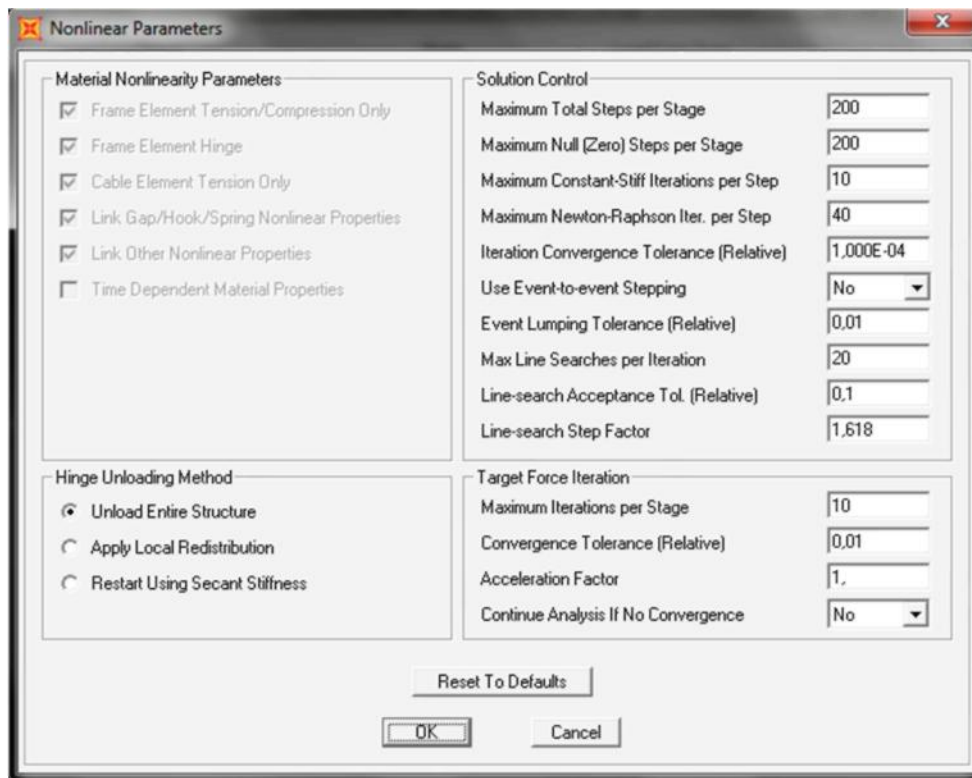 Nonlinear Parameters
Material Nonlinearity Parameters
Frame Element Tension/Compression Only
Frame Element Hinge
Cable Element Tension Only
Link Gap/Hook/Spring Nonlinear Properties
Link Other Nonlinear Properties
Time Dependent Material Properties
Solution Control
Maximum Total Steps per Stage 200
Maximum Null (Zero) Steps per Stage 200
Maximum Constant-Stiff Iterations per Step 10
Maximum Newton-Raphson Iter. per Step 40
Iteration Convergence Tolerance (Relative) 1,000E-04
Use Event-to-event Stepping No
Event Lumping Tolerance (Relative) 0,01
Max Line Searches per Iteration 20
Line-search Acceptance Tol. (Relative) 0,1
Line-search Step Factor 1,618
Hinge Unloading Method
Unload Entire Structure
Apply Local Redistribution
Restart Using Secant Stiffness
Target Force Iteration
Maximum Iterations per Stage 10
Convergence Tolerance (Relative) 0,01
Acceleration Factor 1,
Continue Analysis If No Convergence No
Reset To Defaults
OK Cancel